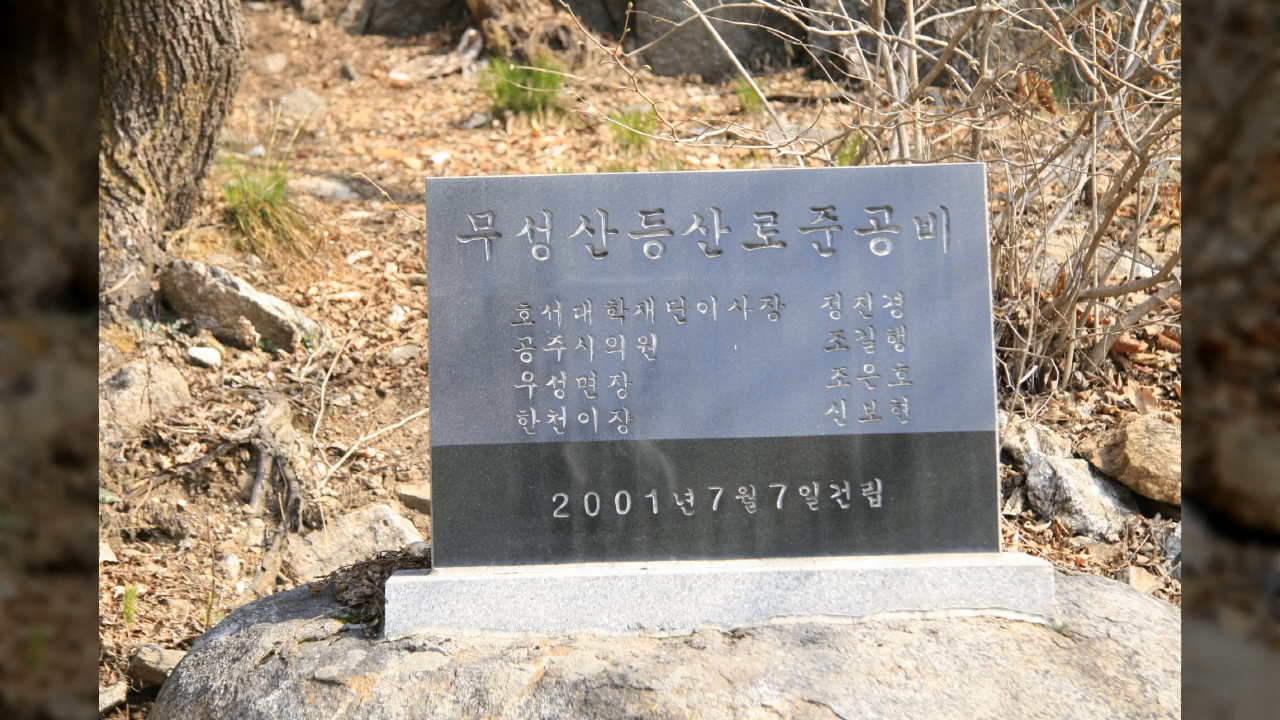 무성산등산로준공비
호서대학재단이사장 정진경
공주시의원 조길행
우성면장 조은호
한천이장 신보현
2001년7월7일건립